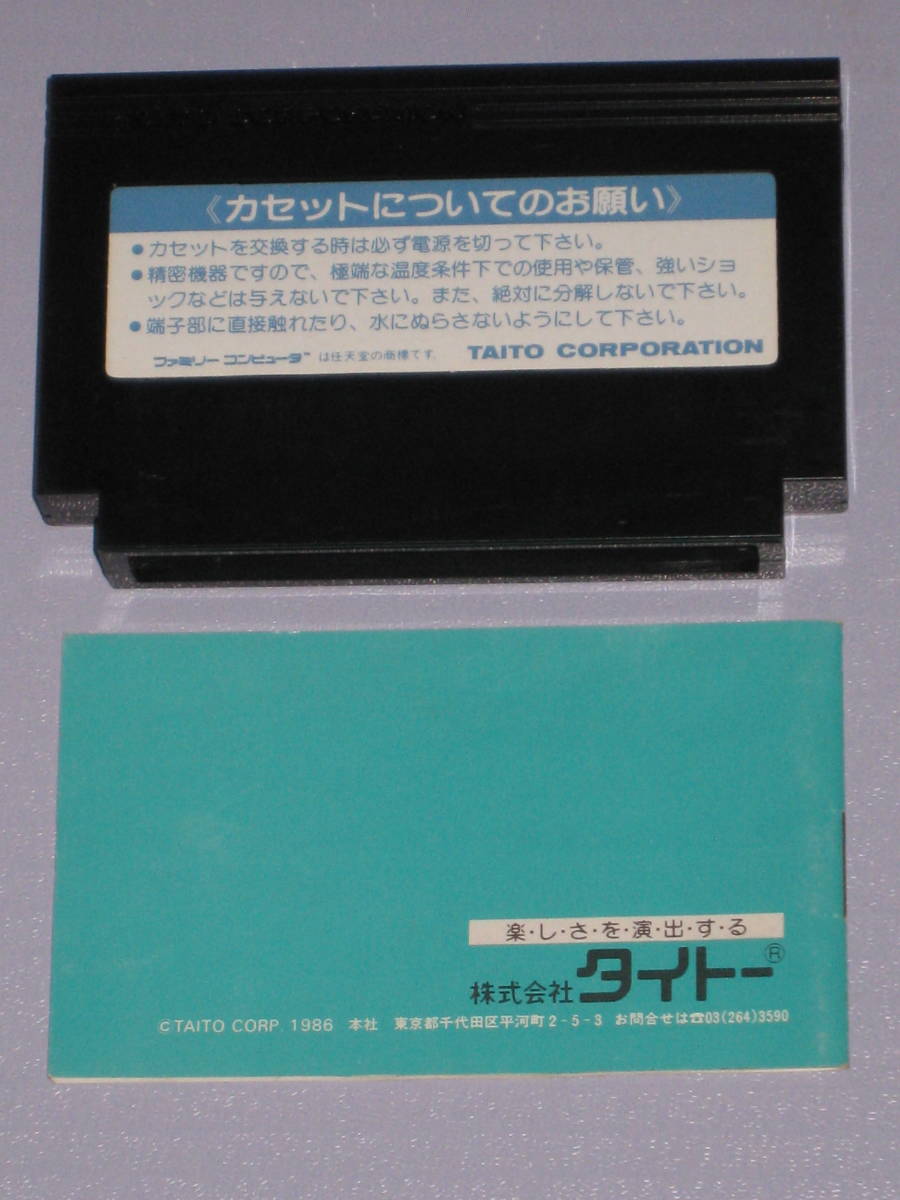 《カセットについてのお願い》
●カセットを交換する時は必ず電源を切って下さい。
●精密機器ですので、極端な温度条件下での使用や保管、強いショ
ックなどは与えないで下さい。また、絶対に分解しないで下さい。
●端子部に直接触れたり、水にぬらさないようにして下さい。
ファミリーコンピュータ™は任天堂の商標です. TAITO CORPORATION
楽・し・さ・を・演・出・す・る
株式会社タイトー®
©TAITO CORP. 1986 本社 東京都千代田区平河町2-5-3 お問合せは☎03(264)3590